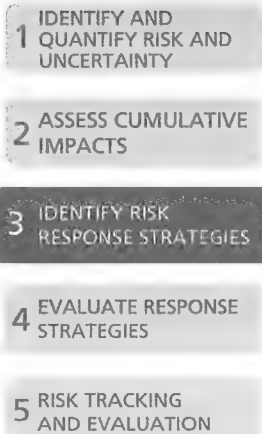 1 IDENTIFY AND
QUANTIFY RISK AND
UNCERTAINTY
2 ASSESS CUMULATIVE
IMPACTS
3 IDENTIFY RISK
RESPONSE STRATEGIES
4 EVALUATE RESPONSE
STRATEGIES
5 RISK TRACKING
AND EVALUATION